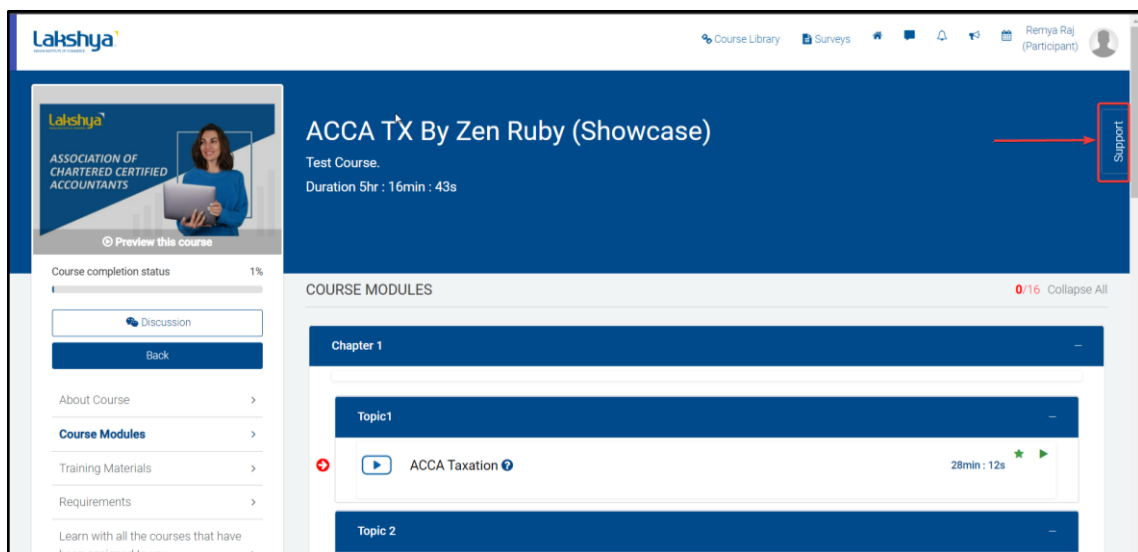 Lakshya
Course Library
Surveys
Remya Raj
(Participant)
Support
Lakshya
ASSOCIATION OF
CHARTERED CERTIFIED
ACCOUNTANTS
Preview this course
Course completion status 1%
Discussion
Back
About Course
Course Modules
Training Materials
Requirements
Learn with all the courses that have
ACCA TX By Zen Ruby (Showcase)
Test Course.
Duration 5hr : 16min : 43s
COURSE MODULES
0/16 Collapse All
Chapter 1
Topic1
ACCA Taxation
28min : 12s
Topic 2